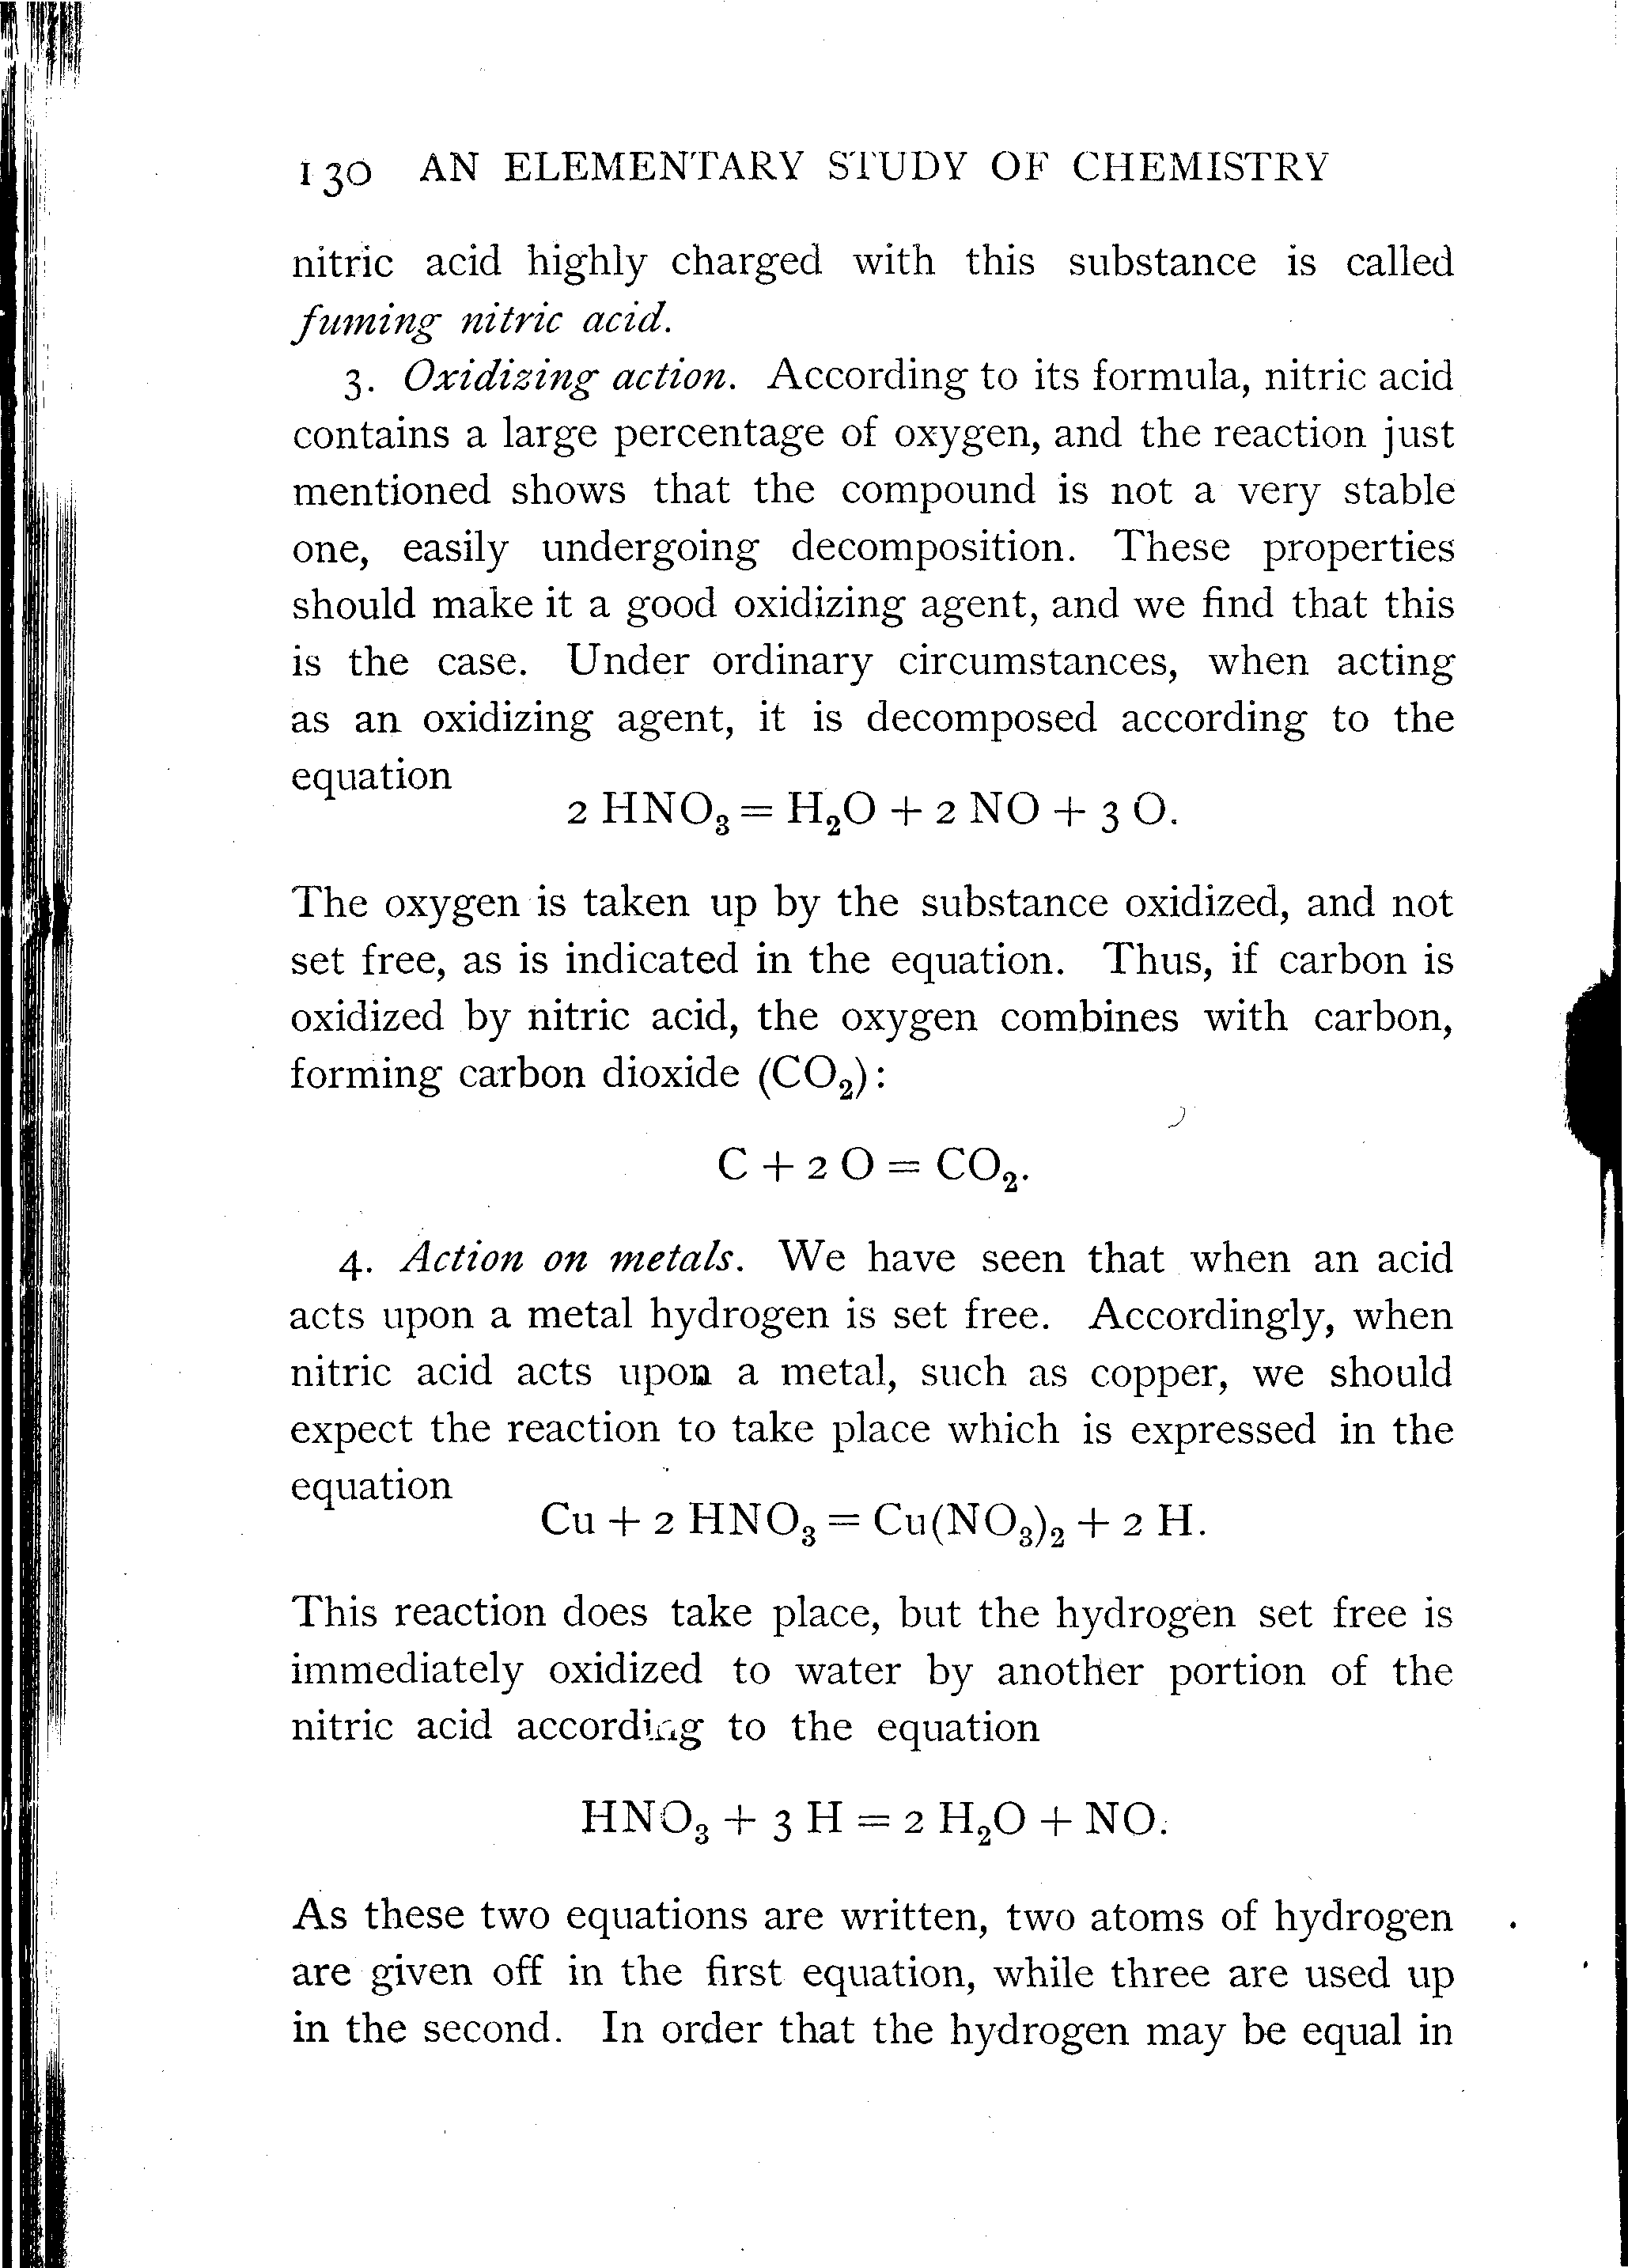 130 AN ELEMENTARY STUDY OF CHEMISTRY
nitric acid highly charged with this substance is called
fuming nitric acid.
3. Oxidizing action. According to its formula, nitric acid
contains a large percentage of oxygen, and the reaction just
mentioned shows that the compound is not a very stable
one, easily undergoing decomposition. These properties
should make it a good oxidizing agent, and we find that this
is the case. Under ordinary circumstances, when acting
as an oxidizing agent, it is decomposed according to the
equation
2 HNO₃ = H₂O + 2 NO + 3 O.
The oxygen is taken up by the substance oxidized, and not
set free, as is indicated in the equation. Thus, if carbon is
oxidized by nitric acid, the oxygen combines with carbon,
forming carbon dioxide (CO₂):
C + 2 O = CO₂.
4. Action on metals. We have seen that when an acid
acts upon a metal hydrogen is set free. Accordingly, when
nitric acid acts upon a metal, such as copper, we should
expect the reaction to take place which is expressed in the
equation
Cu + 2 HNO₃ = Cu(NO₃)₂ + 2 H.
This reaction does take place, but the hydrogen set free is
immediately oxidized to water by another portion of the
nitric acid according to the equation
HNO₃ + 3 H = 2 H₂O + NO.
As these two equations are written, two atoms of hydrogen
are given off in the first equation, while three are used up
in the second. In order that the hydrogen may be equal in